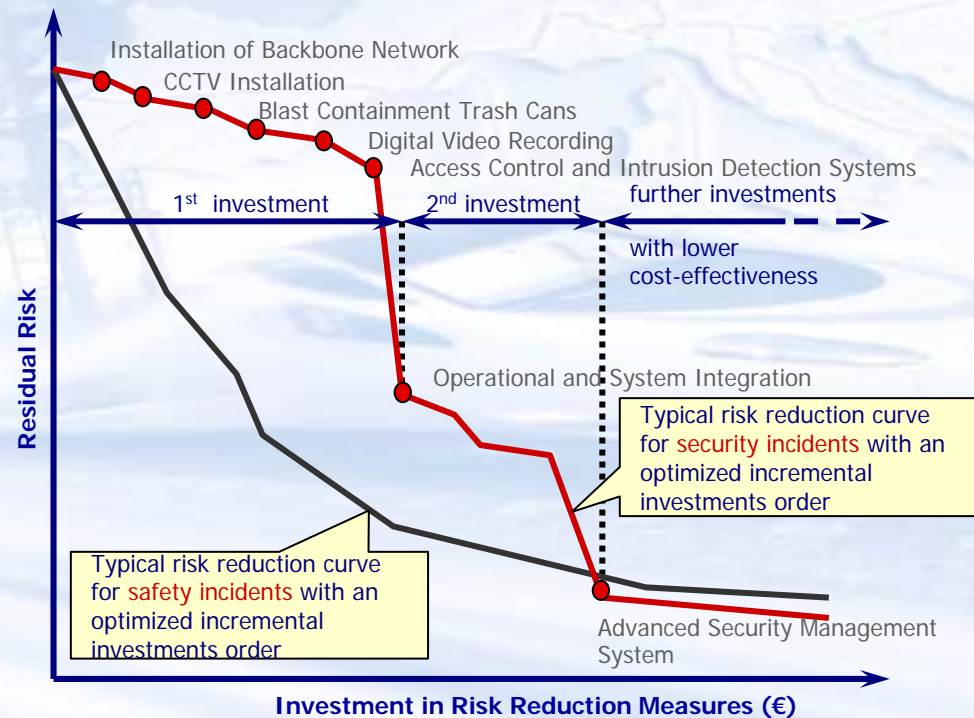 Installation of Backbone Network
CCTV Installation
Blast Containment Trash Cans
Digital Video Recording
Access Control and Intrusion Detection Systems
1st investment
2nd investment
further investments
with lower
cost-effectiveness
Residual Risk
Operational and System Integration
Typical risk reduction curve
for security incidents with an
optimized incremental
investments order
Typical risk reduction curve
for safety incidents with an
optimized incremental
investments order
Advanced Security Management
System
Investment in Risk Reduction Measures (€)